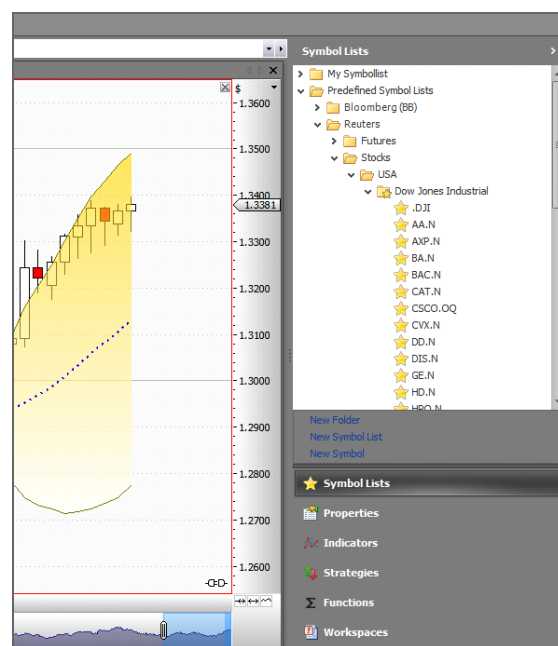 Symbol Lists
$
1.3600
1.3500
1.3400
1.3381
1.3300
1.3200
1.3100
1.3000
1.2900
1.2800
1.2700
1.2600
My Symbollist
Predefined Symbol Lists
Bloomberg (BB)
Reuters
Futures
Stocks
USA
Dow Jones Industrial
.DJI
AA.N
AXP.N
BA.N
BAC.N
CAT.N
CSCO.OQ
CVX.N
DD.N
DIS.N
GE.N
HD.N
HPQ.N
New Folder
New Symbol List
New Symbol
Symbol Lists
Properties
Indicators
Strategies
Functions
Workspaces